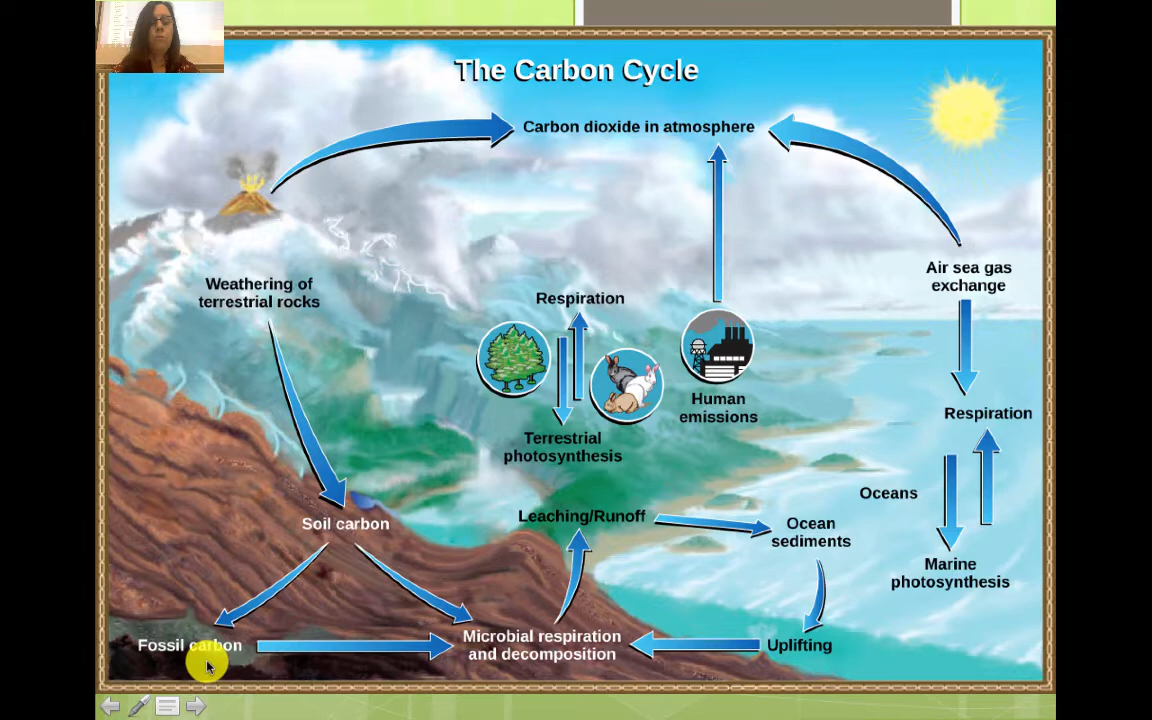 The Carbon Cycle
Carbon dioxide in atmosphere
Air sea gas
exchange
Weathering of
terrestrial rocks
Respiration
Human
emissions
Respiration
Terrestrial
photosynthesis
Oceans
Soil carbon
Leaching/Runoff
Ocean
sediments
Marine
photosynthesis
Fossil carbon
Microbial respiration
and decomposition
Uplifting